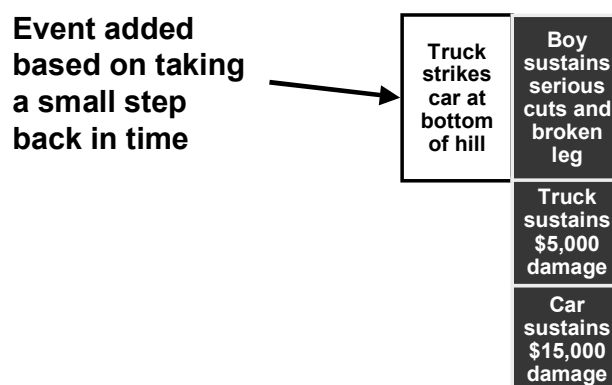 Event added
based on taking
a small step
back in time
Truck
strikes
car at
bottom
of hill
Boy
sustains
serious
cuts and
broken
leg
Truck
sustains
$5,000
damage
Car
sustains
$15,000
damage